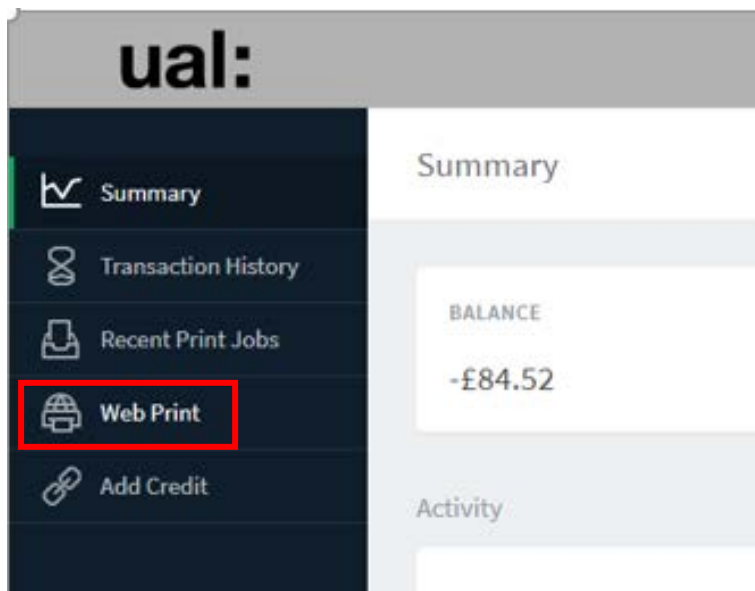 ual:
Summary
Transaction History
Recent Print Jobs
Web Print
Add Credit
Summary
BALANCE
-£84.52
Activity